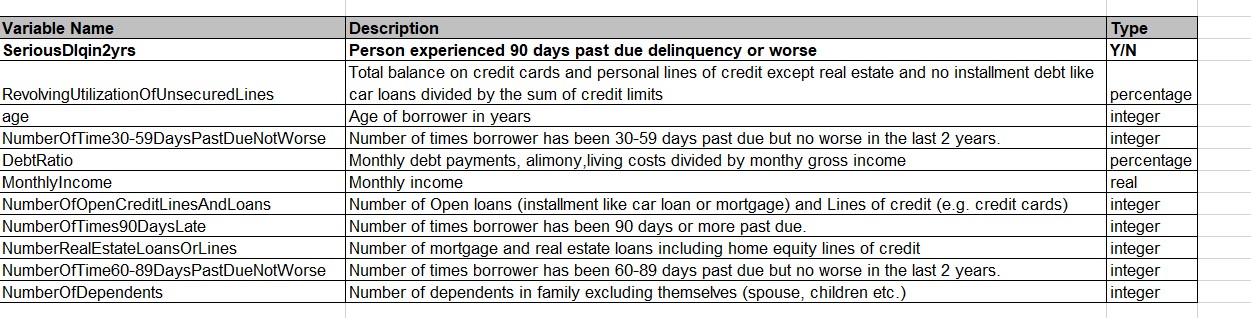 Variable Name Description Type
SeriousDlqin2yrs Person experienced 90 days past due delinquency or worse Y/N
Total balance on credit cards and personal lines of credit except real estate and no installment debt like
RevolvingUtilizationOfUnsecuredLines car loans divided by the sum of credit limits percentage
age Age of borrower in years integer
NumberOfTime30-59DaysPastDueNotWorse Number of times borrower has been 30-59 days past due but no worse in the last 2 years. integer
DebtRatio Monthly debt payments, alimony,living costs divided by monthy gross income percentage
MonthlyIncome Monthly income real
NumberOfOpenCreditLinesAndLoans Number of Open loans (installment like car loan or mortgage) and Lines of credit (e.g. credit cards) integer
NumberOfTimes90DaysLate Number of times borrower has been 90 days or more past due. integer
NumberRealEstateLoansOrLines Number of mortgage and real estate loans including home equity lines of credit integer
NumberOfTime60-89DaysPastDueNotWorse Number of times borrower has been 60-89 days past due but no worse in the last 2 years. integer
NumberOfDependents Number of dependents in family excluding themselves (spouse, children etc.) integer